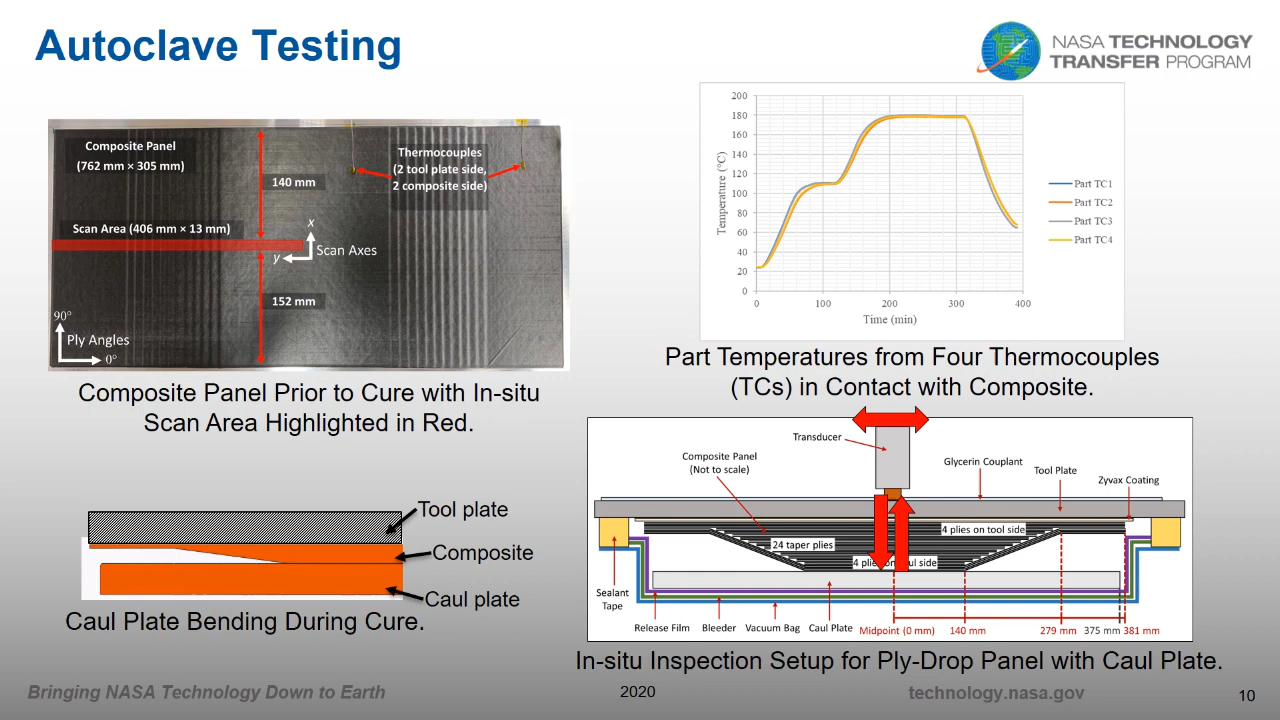 Autoclave Testing
NASA TECHNOLOGY
TRANSFER PROGRAM
Composite Panel
(762 mm × 305 mm)
Thermocouples
(2 tool plate side,
2 composite side)
140 mm
Scan Area (406 mm × 13 mm)
x
y
Scan Axes
152 mm
90°
Ply Angles
0°
Composite Panel Prior to Cure with In-situ
Scan Area Highlighted in Red.
200
180
160
140
120
100
80
60
40
20
0
Temperature (°C)
0 100 200 300 400
Time (min)
Part TC1
Part TC2
Part TC3
Part TC4
Part Temperatures from Four Thermocouples
(TCs) in Contact with Composite.
Tool plate
Composite
Caul plate
Caul Plate Bending During Cure.
Transducer
Composite Panel
(Not to scale)
Glycerin Couplant
Tool Plate
Zyvax Coating
4 plies on tool side
24 taper plies
4 plies on caul side
Sealant
Tape
Release Film
Bleeder
Vacuum Bag
Caul Plate
Midpoint (0 mm)
140 mm
279 mm
375 mm
381 mm
In-situ Inspection Setup for Ply-Drop Panel with Caul Plate.
Bringing NASA Technology Down to Earth
2020
technology.nasa.gov
10